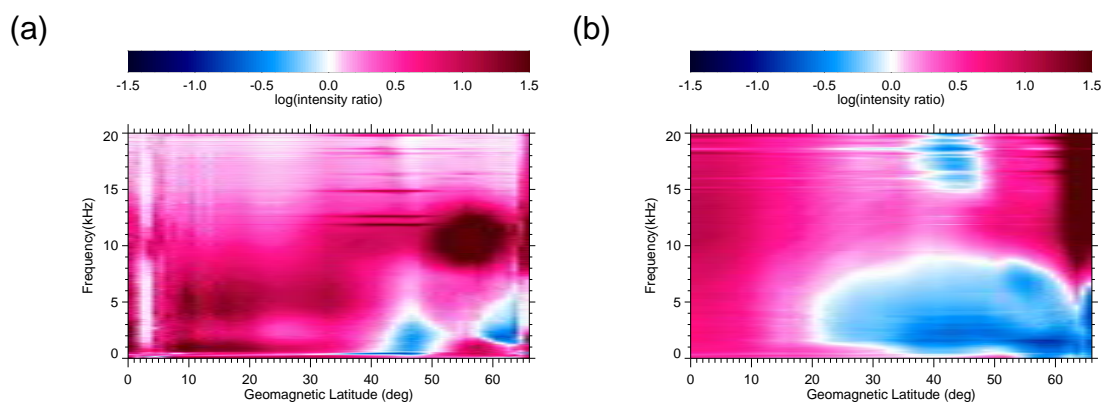 (a)
-1.5 -1.0 -0.5 0.0 0.5 1.0 1.5
log(intensity ratio)
20
15
10
5
0
Frequency(kHz)
0 10 20 30 40 50 60
Geomagnetic Latitude (deg)
(b)
-1.5 -1.0 -0.5 0.0 0.5 1.0 1.5
log(intensity ratio)
20
15
10
5
0
Frequency(kHz)
0 10 20 30 40 50 60
Geomagnetic Latitude (deg)